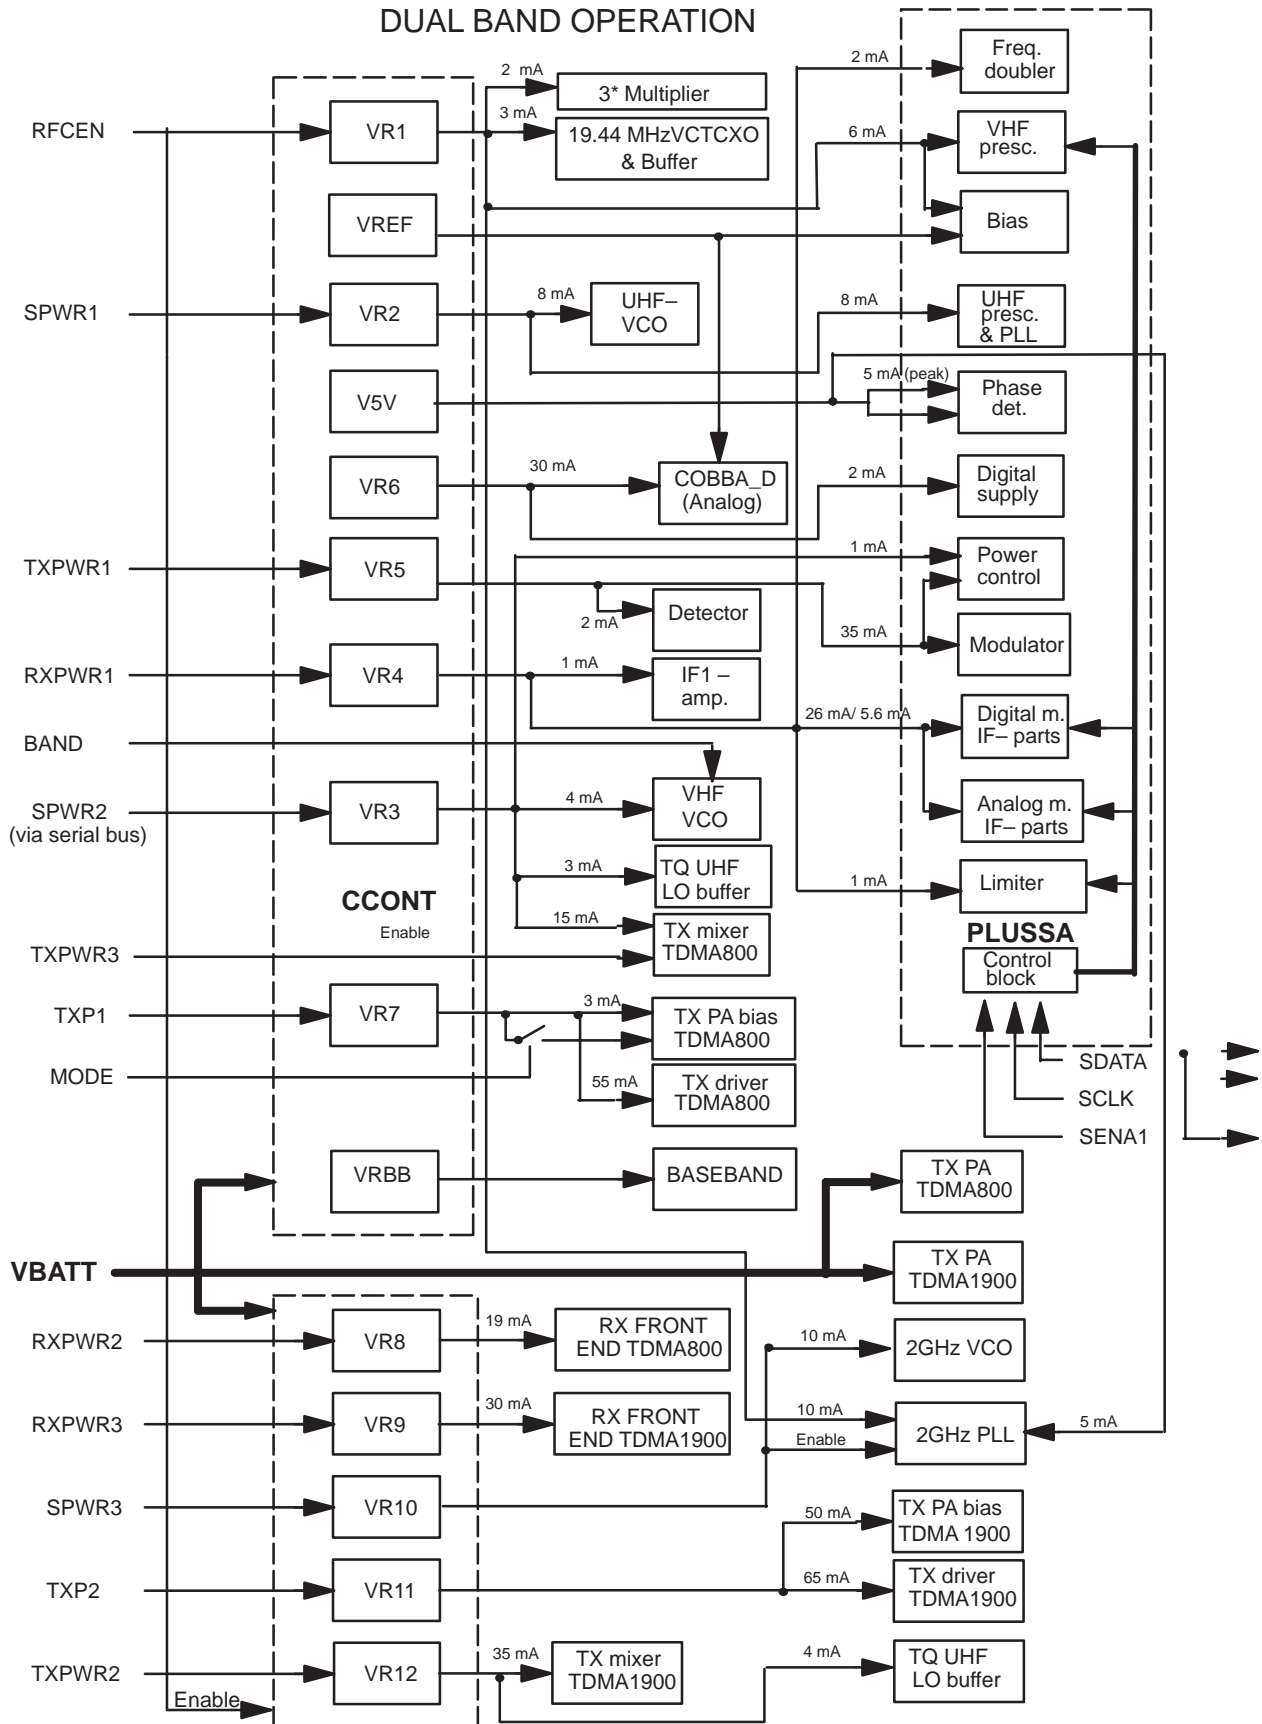 DUAL BAND OPERATION
Freq.
doubler
2 mA
2 mA
3* Multiplier
3 mA
RFCEN
VR1
19.44 MHzVCTCXO
& Buffer
6 mA
VHF
presc.
VREF
Bias
SPWR1
VR2
8 mA
UHF–
VCO
8 mA
UHF
presc.
& PLL
5 mA (peak)
V5V
Phase
det.
VR6
30 mA
COBBA_D
(Analog)
2 mA
Digital
supply
TXPWR1
VR5
1 mA
Power
control
2 mA
Detector
35 mA
Modulator
RXPWR1
VR4
1 mA
IF1 –
amp.
26 mA/ 5.6 mA
Digital m.
IF– parts
BAND
SPWR2
(via serial bus)
VR3
4 mA
VHF
VCO
Analog m.
IF– parts
3 mA
TQ UHF
LO buffer
1 mA
Limiter
CCONT
Enable
15 mA
TX mixer
TDMA800
PLUSSA
Control
block
TXPWR3
TXP1
VR7
3 mA
TX PA bias
TDMA800
MODE
55 mA
TX driver
TDMA800
SDATA
SCLK
SENA1
VRBB
BASEBAND
TX PA
TDMA800
VBATT
TX PA
TDMA1900
RXPWR2
VR8
19 mA
RX FRONT
END TDMA800
10 mA
2GHz VCO
RXPWR3
VR9
30 mA
RX FRONT
END TDMA1900
10 mA
Enable
2GHz PLL
5 mA
SPWR3
VR10
50 mA
TX PA bias
TDMA 1900
TXP2
VR11
65 mA
TX driver
TDMA1900
TXPWR2
VR12
35 mA
TX mixer
TDMA1900
4 mA
TQ UHF
LO buffer
Enable